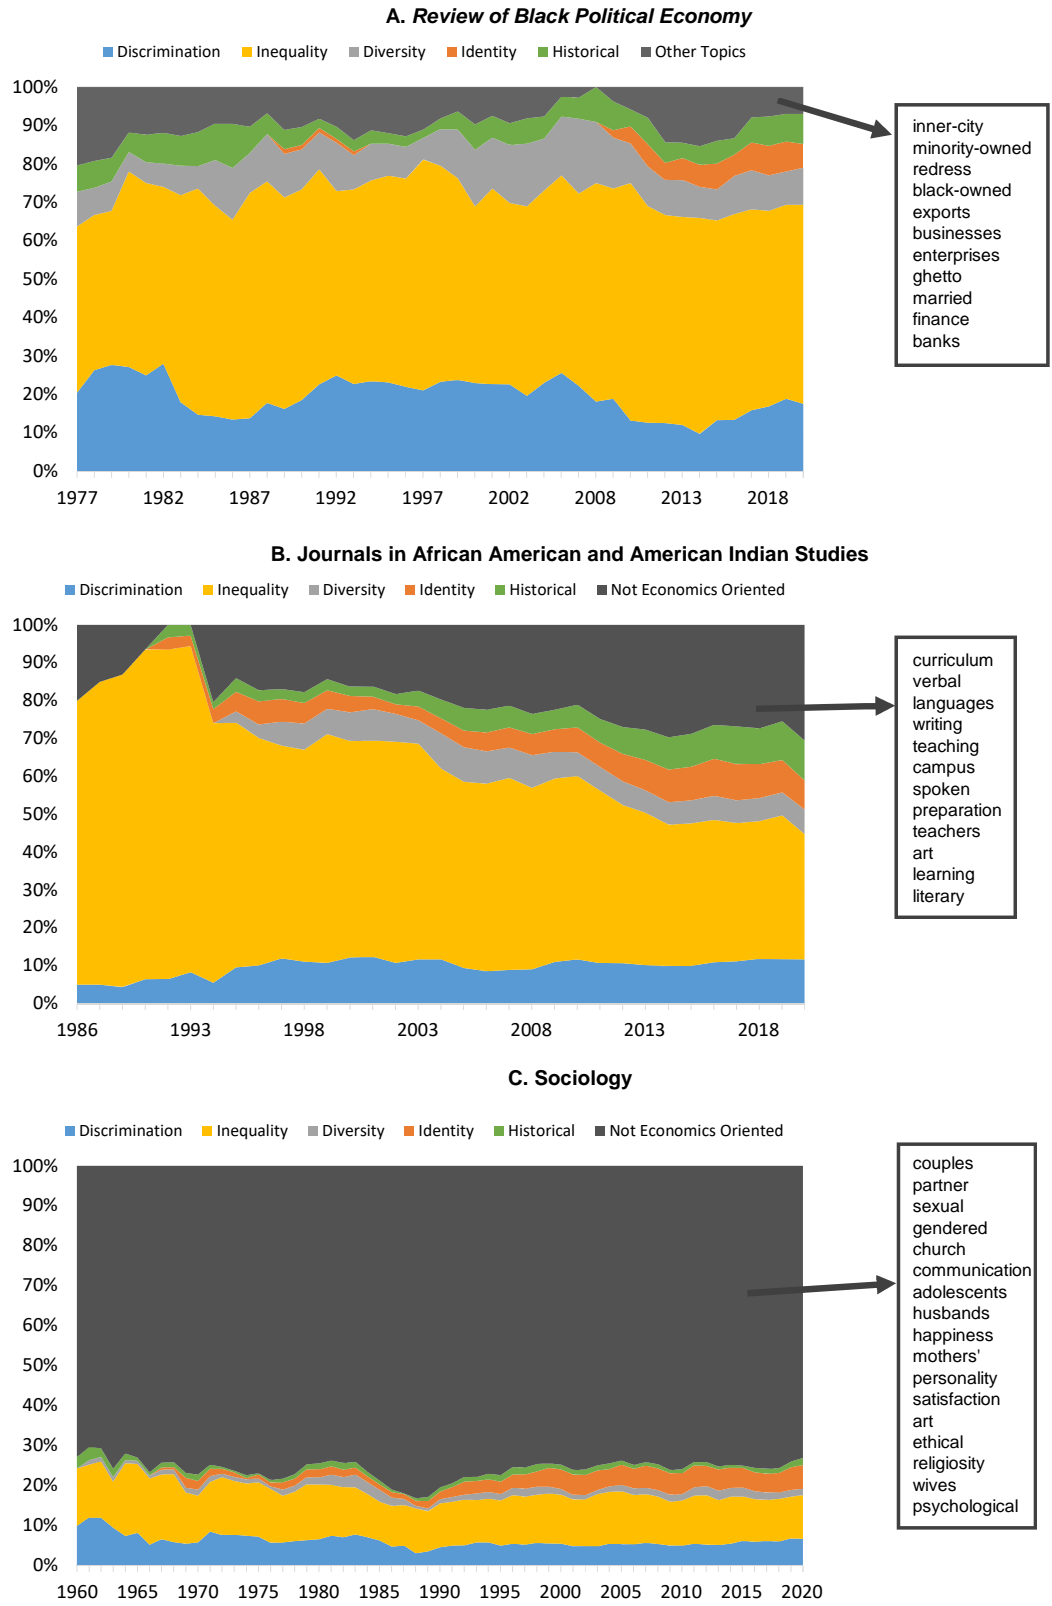 A. Review of Black Political Economy
Discrimination Inequality Diversity Identity Historical Other Topics
100%
90%
80%
70%
60%
50%
40%
30%
20%
10%
0%
1977 1982 1987 1992 1997 2002 2008 2013 2018
inner-city
minority-owned
redress
black-owned
exports
businesses
enterprises
ghetto
married
finance
banks
B. Journals in African American and American Indian Studies
Discrimination Inequality Diversity Identity Historical Not Economics Oriented
100%
90%
80%
70%
60%
50%
40%
30%
20%
10%
0%
1986 1993 1998 2003 2008 2013 2018
curriculum
verbal
languages
writing
teaching
campus
spoken
preparation
teachers
art
learning
literary
C. Sociology
Discrimination Inequality Diversity Identity Historical Not Economics Oriented
100%
90%
80%
70%
60%
50%
40%
30%
20%
10%
0%
1960 1965 1970 1975 1980 1985 1990 1995 2000 2005 2010 2015 2020
couples
partner
sexual
gendered
church
communication
adolescents
husbands
happiness
mothers'
personality
satisfaction
art
ethical
religiosity
wives
psychological